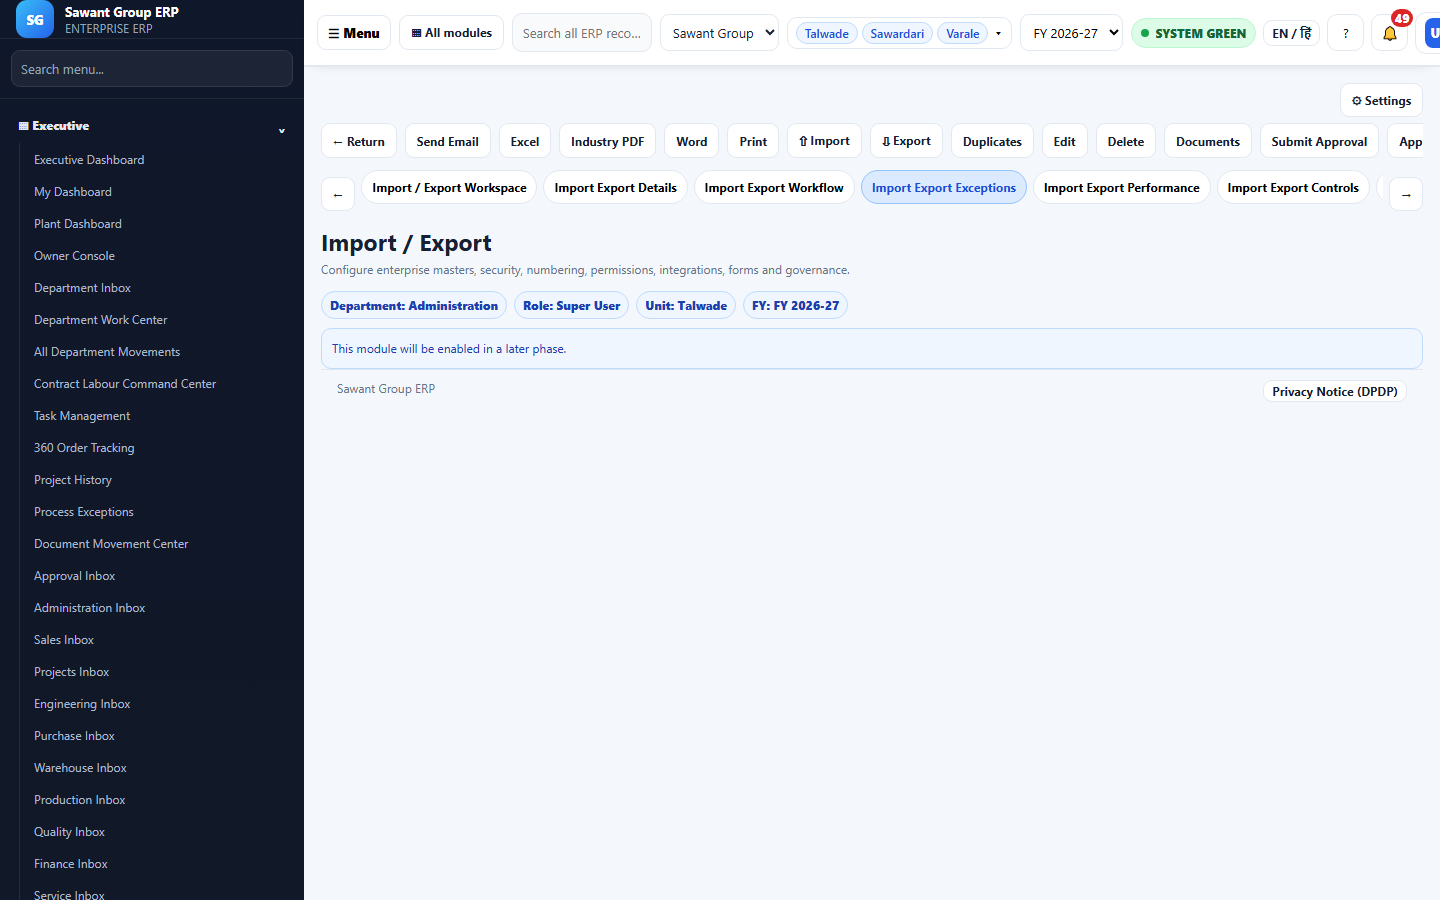 SG
Sawant Group ERP
ENTERPRISE ERP
Search menu...
Executive
Executive Dashboard
My Dashboard
Plant Dashboard
Owner Console
Department Inbox
Department Work Center
All Department Movements
Contract Labour Command Center
Task Management
360 Order Tracking
Project History
Process Exceptions
Document Movement Center
Approval Inbox
Administration Inbox
Sales Inbox
Projects Inbox
Engineering Inbox
Purchase Inbox
Warehouse Inbox
Production Inbox
Quality Inbox
Finance Inbox
Service Inbox
☰ Menu
All modules
Search all ERP reco...
Sawant Group
Talwade Sawardari Varale
FY 2026-27
SYSTEM GREEN
EN / हिं
?
49
U
⚙ Settings
← Return
Send Email
Excel
Industry PDF
Word
Print
⇧ Import
⇩ Export
Duplicates
Edit
Delete
Documents
Submit Approval
App
←
Import / Export Workspace
Import Export Details
Import Export Workflow
Import Export Exceptions
Import Export Performance
Import Export Controls
→
Import / Export
Configure enterprise masters, security, numbering, permissions, integrations, forms and governance.
Department: Administration
Role: Super User
Unit: Talwade
FY: FY 2026-27
This module will be enabled in a later phase.
Sawant Group ERP
Privacy Notice (DPDP)